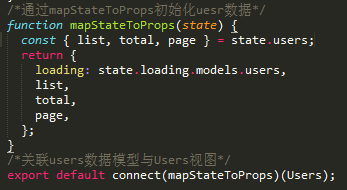 /*通过mapStateToProps初始化uesr数据*/
function mapStateToProps(state) {
const { list, total, page } = state.users;
return {
loading: state.loading.models.users,
list,
total,
page,
};
}
/*关联users数据模型与Users视图*/
export default connect(mapStateToProps)(Users);